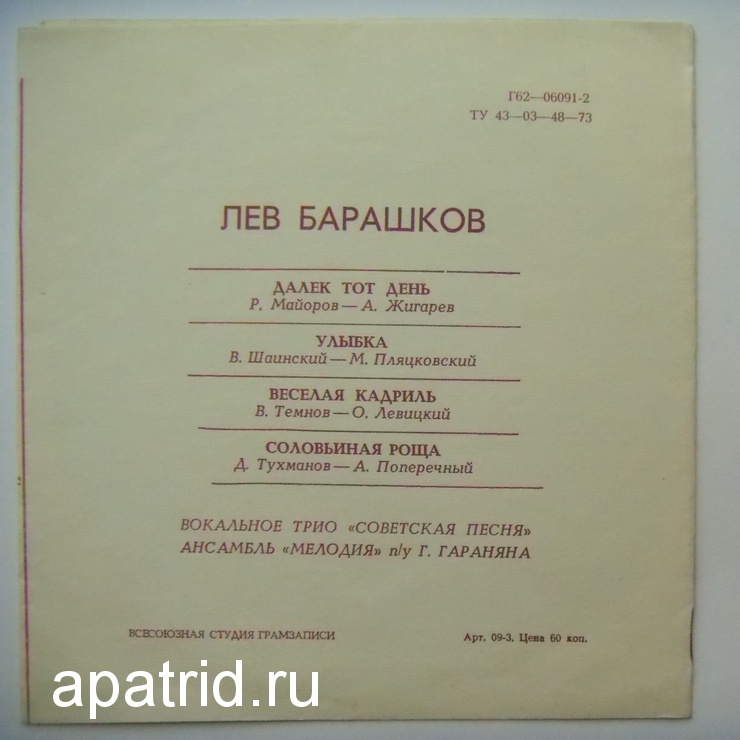 Г62—06091-2
ТУ 43—03—48—73
ЛЕВ БАРАШКОВ
ДАЛЕК ТОТ ДЕНЬ
Р. Майоров — А. Жигарев
УЛЫБКА
В. Шаинский — М. Пляцковский
ВЕСЕЛАЯ КАДРИЛЬ
В. Темнов — О. Левицкий
СОЛОВЬИНАЯ РОЩА
Д. Тухманов — А. Поперечный
ВОКАЛЬНОЕ ТРИО «СОВЕТСКАЯ ПЕСНЯ»
АНСАМБЛЬ «МЕЛОДИЯ» п/у Г. ГАРАНЯНА
ВСЕСОЮЗНАЯ СТУДИЯ ГРАМЗАПИСИ
Арт. 09-3. Цена 60 коп.
apatrid.ru